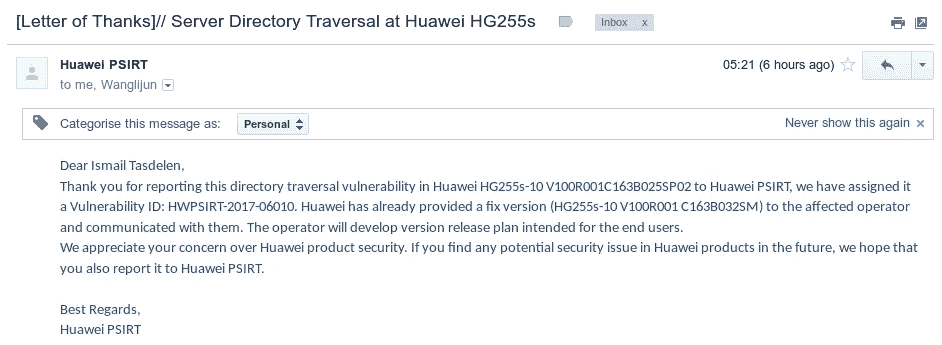 [Letter of Thanks]// Server Directory Traversal at Huawei HG255s
Inbox x
Huawei PSIRT
05:21 (6 hours ago)
to me, Wanglijun
Categorise this message as: Personal
Never show this again ×
Dear Ismail Tasdelen,
Thank you for reporting this directory traversal vulnerability in Huawei HG255s-10 V100R001C163B025SP02 to Huawei PSIRT, we have assigned it
a Vulnerability ID: HWPSIRT-2017-06010. Huawei has already provided a fix version (HG255s-10 V100R001 C163B032SM) to the affected operator
and communicated with them. The operator will develop version release plan intended for the end users.
We appreciate your concern over Huawei product security. If you find any potential security issue in Huawei products in the future, we hope that
you also report it to Huawei PSIRT.
Best Regards,
Huawei PSIRT